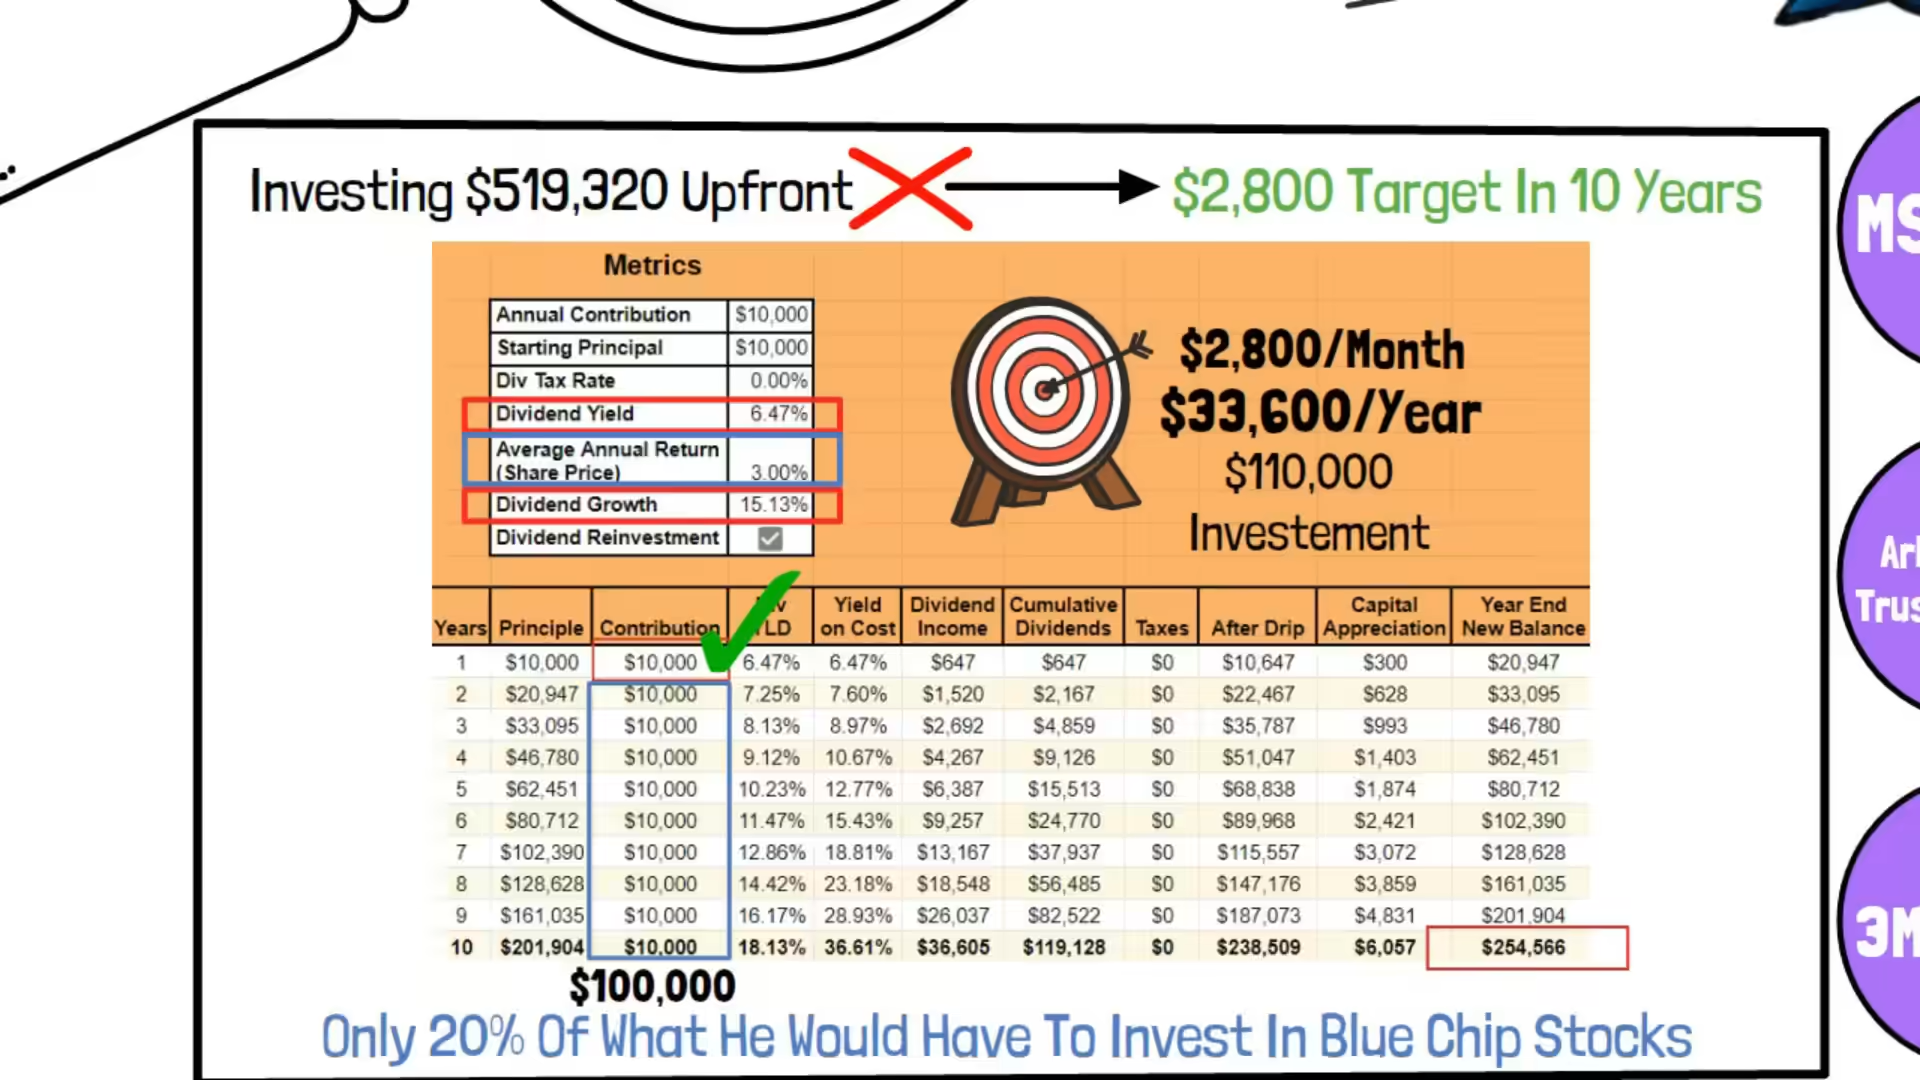 Investing $519,320 Upfront
$2,800 Target In 10 Years
Metrics
Annual Contribution $10,000
Starting Principal $10,000
Div Tax Rate 0.00%
Dividend Yield 6.47%
Average Annual Return
(Share Price) 3.00%
Dividend Growth 15.13%
Dividend Reinvestment
$2,800/Month
$33,600/Year
$110,000
Investement
Years Principle Contribution YLD Yield on Cost Dividend Income Cumulative Dividends Taxes After Drip Capital Appreciation Year End New Balance
1 $10,000 $10,000 6.47% 6.47% $647 $647 $0 $10,647 $300 $20,947
2 $20,947 $10,000 7.25% 7.60% $1,520 $2,167 $0 $22,467 $628 $33,095
3 $33,095 $10,000 8.13% 8.97% $2,692 $4,859 $0 $35,787 $993 $46,780
4 $46,780 $10,000 9.12% 10.67% $4,267 $9,126 $0 $51,047 $1,403 $62,451
5 $62,451 $10,000 10.23% 12.77% $6,387 $15,513 $0 $68,838 $1,874 $80,712
6 $80,712 $10,000 11.47% 15.43% $9,257 $24,770 $0 $89,968 $2,421 $102,390
7 $102,390 $10,000 12.86% 18.81% $13,167 $37,937 $0 $115,557 $3,072 $128,628
8 $128,628 $10,000 14.42% 23.18% $18,548 $56,485 $0 $147,176 $3,859 $161,035
9 $161,035 $10,000 16.17% 28.93% $26,037 $82,522 $0 $187,073 $4,831 $201,904
10 $201,904 $10,000 18.13% 36.61% $36,605 $119,128 $0 $238,509 $6,057 $254,566
$100,000
Only 20% Of What He Would Have To Invest In Blue Chip Stocks
MS
Ar
Trus
3M